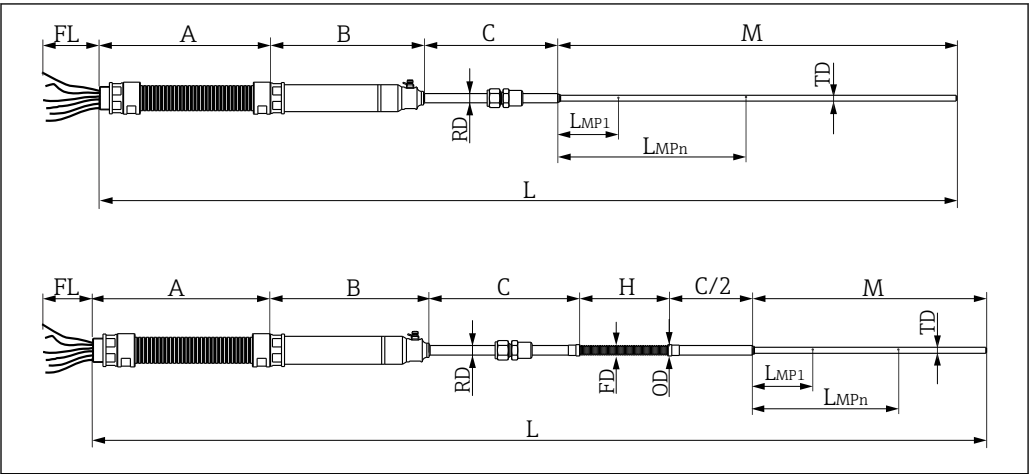 FL A B C M
TD
RD
LMP1
LMPn
L
FL A B C H C/2 M
TD
RD FD OD
LMP1
LMPn
L